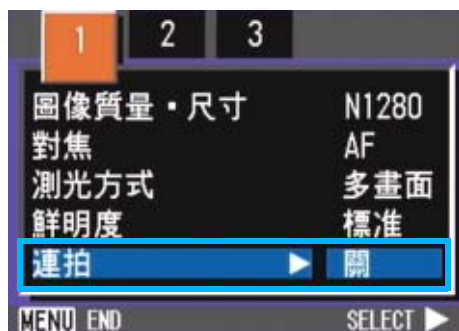 1 2 3
圖像質量・尺寸 N1280
對焦 AF
測光方式 多畫面
鮮明度 標准
連拍 ▶ 關
MENU END SELECT ▶